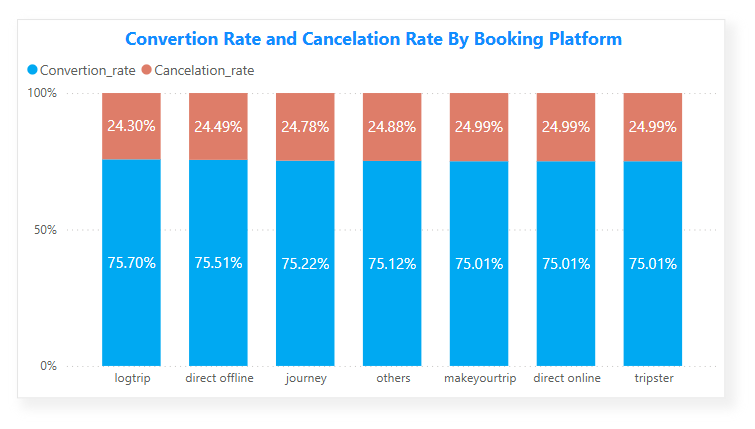 Convertion Rate and Cancelation Rate By Booking Platform
Convertion_rate Cancelation_rate
100%
24.30% 24.49% 24.78% 24.88% 24.99% 24.99% 24.99%
50%
75.70% 75.51% 75.22% 75.12% 75.01% 75.01% 75.01%
0%
logtrip direct offline journey others makeyourtrip direct online tripster